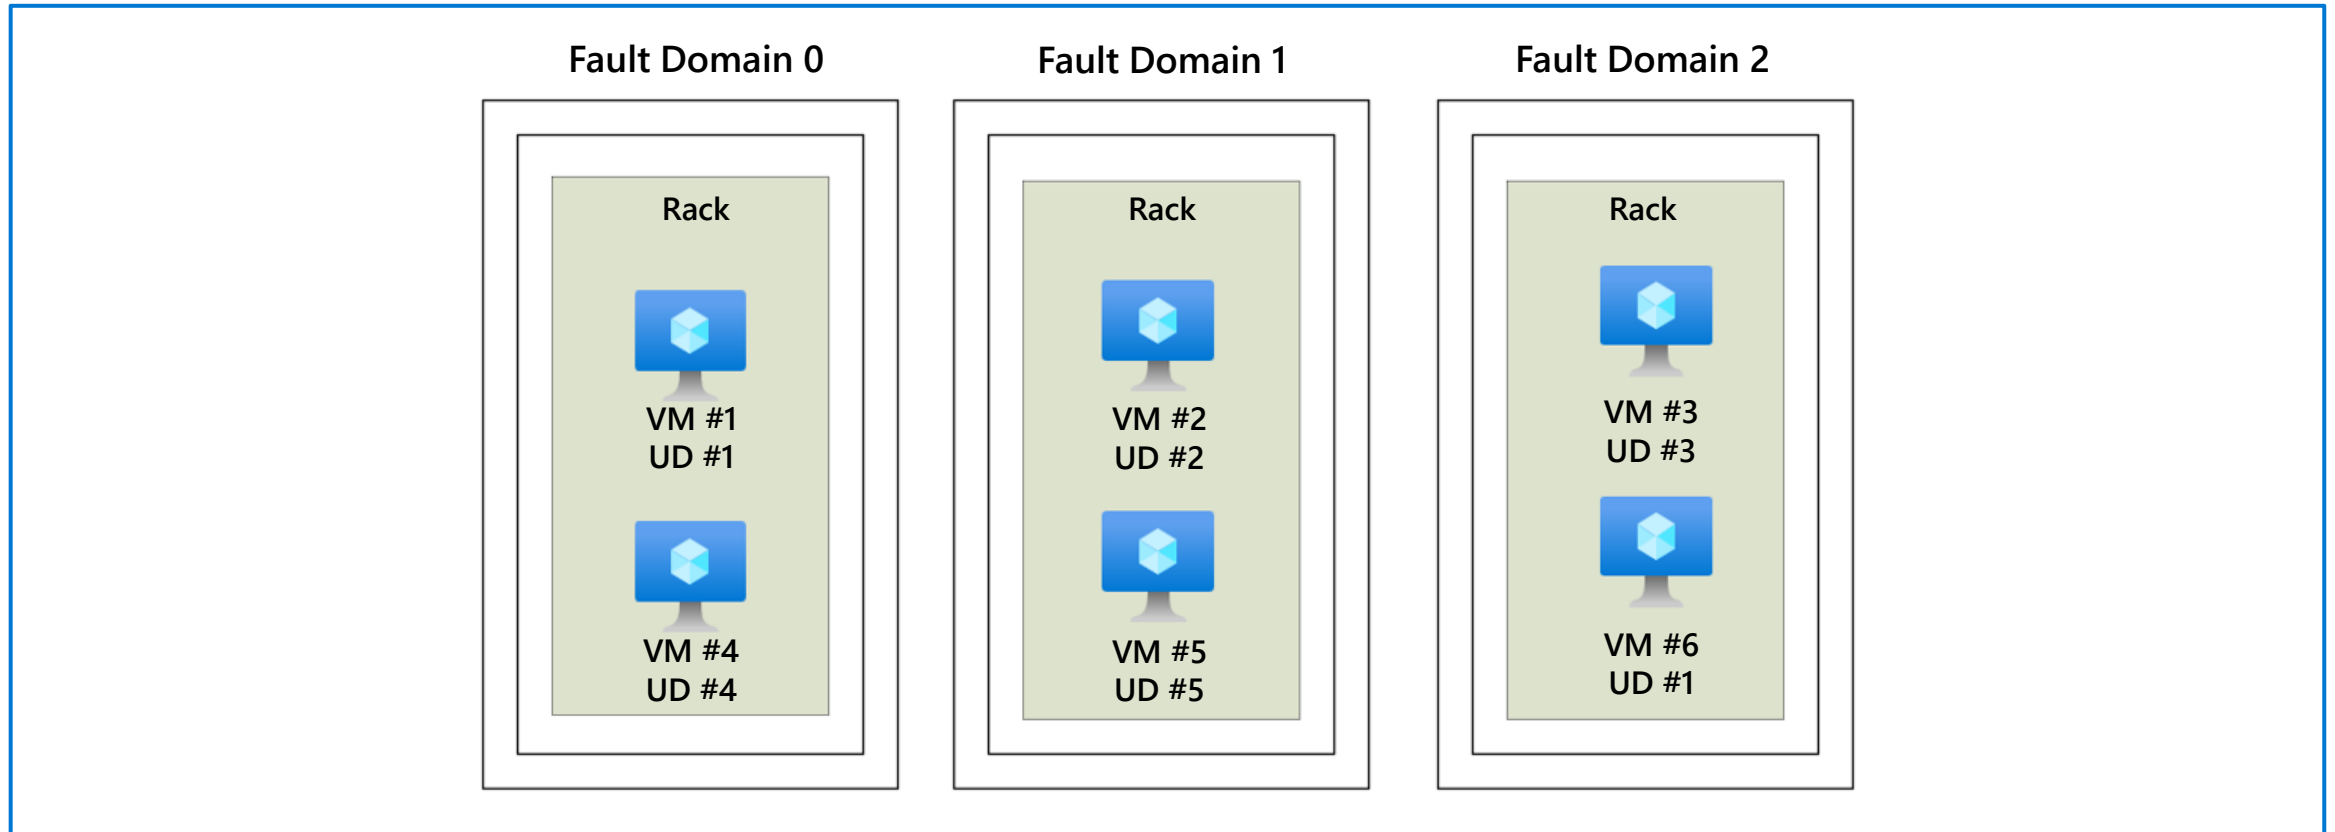 Fault Domain 0
Rack
VM #1
UD #1
VM #4
UD #4
Fault Domain 1
Rack
VM #2
UD #2
VM #5
UD #5
Fault Domain 2
Rack
VM #3
UD #3
VM #6
UD #1